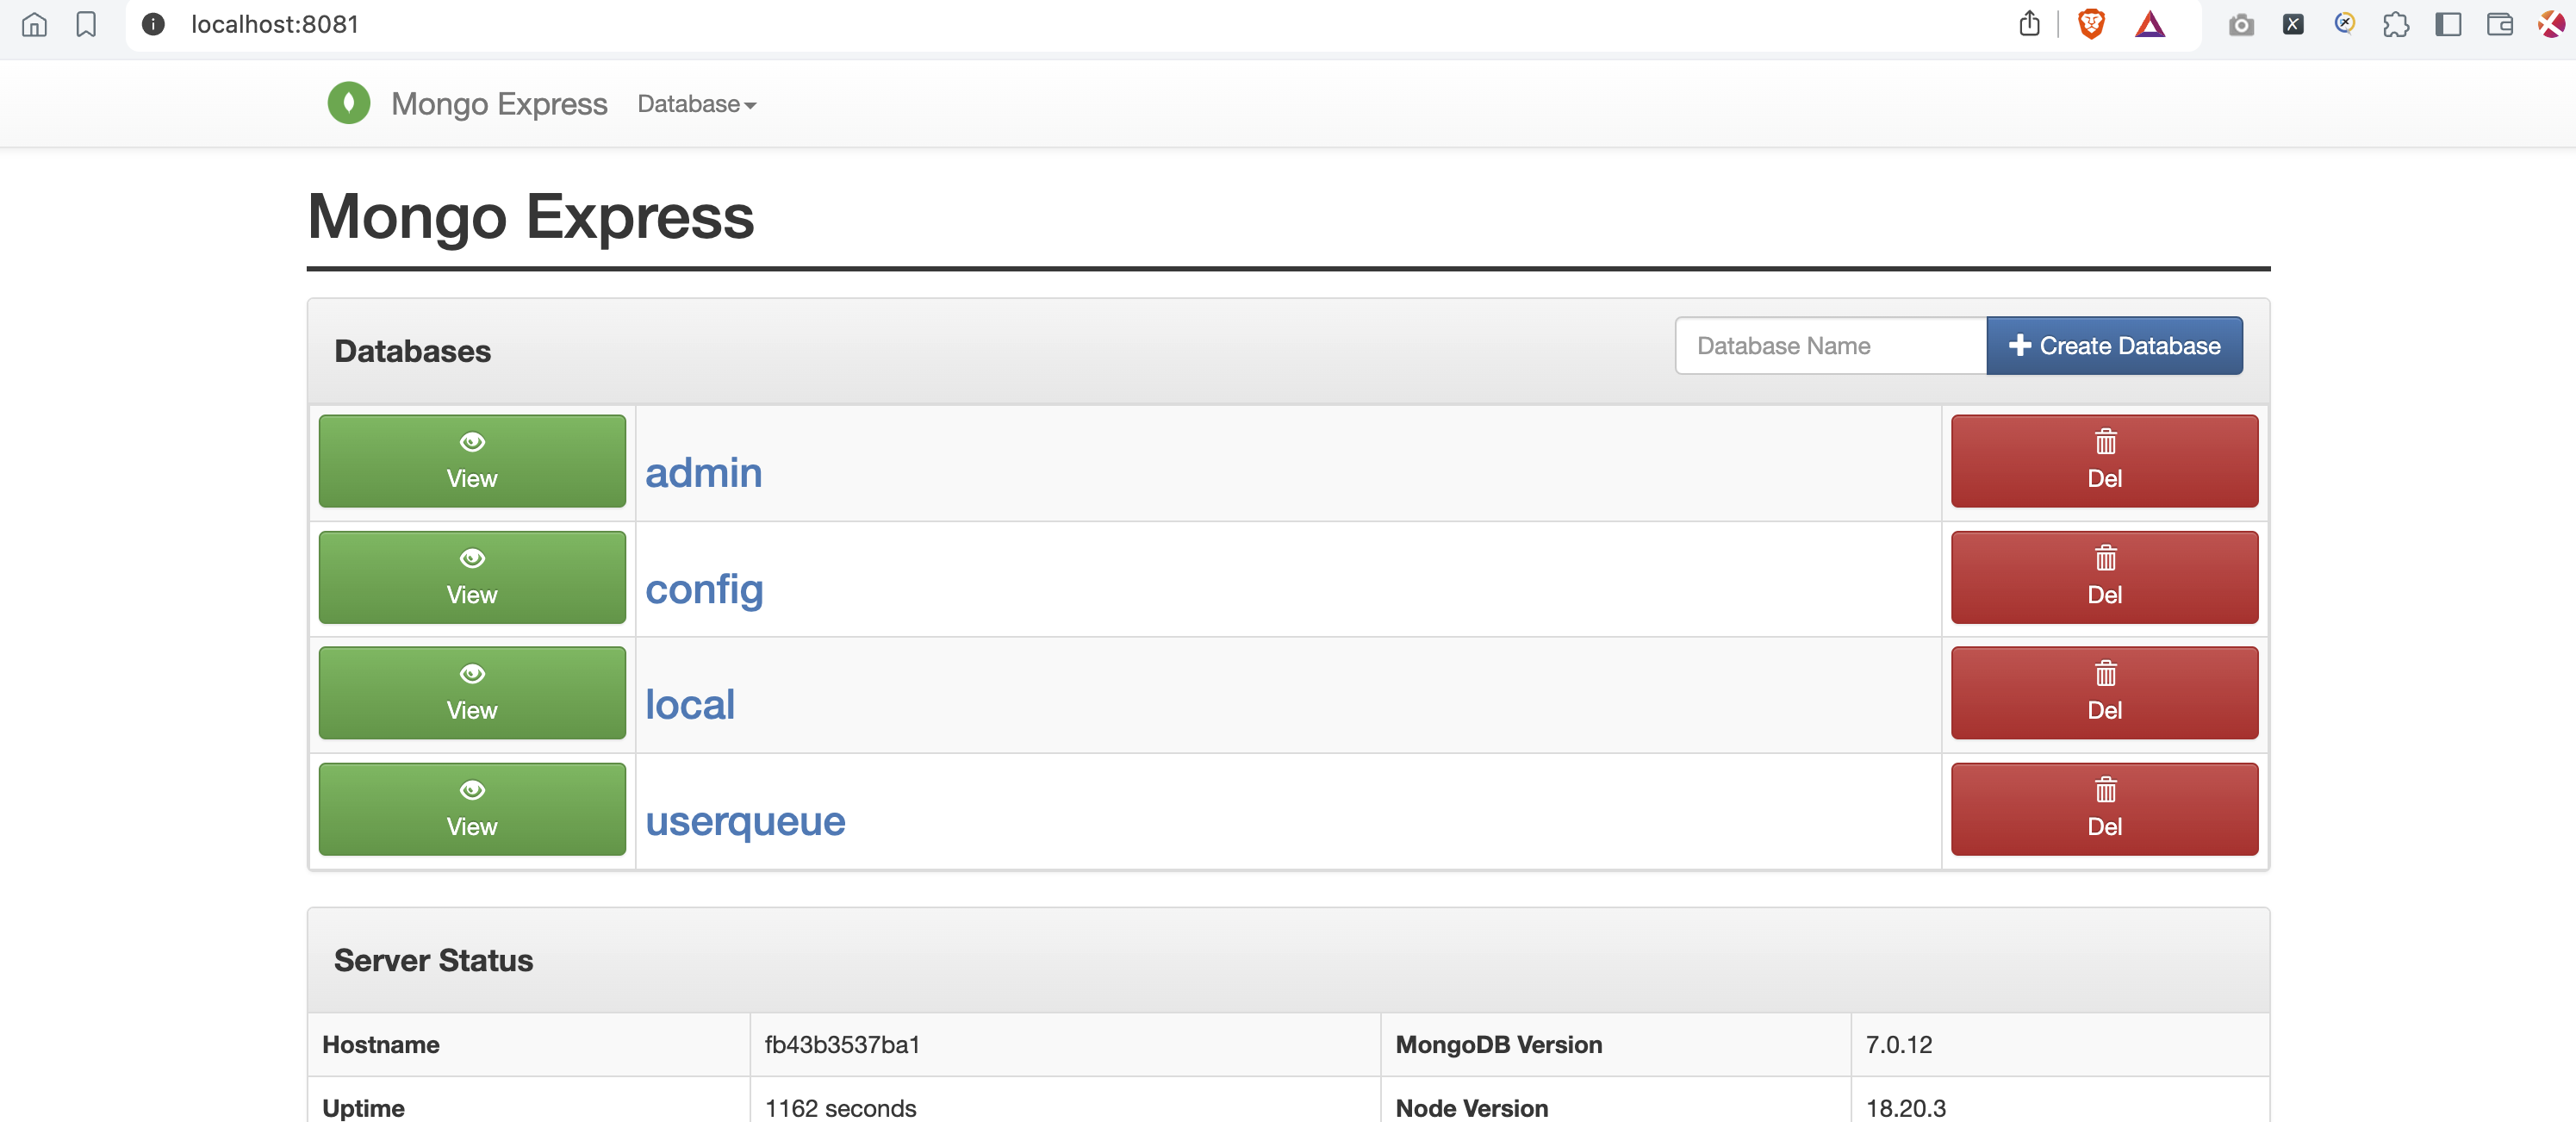 localhost:8081
Mongo Express Database
Mongo Express
Databases
Database Name
Create Database
View
admin
Del
View
config
Del
View
local
Del
View
userqueue
Del
Server Status
Hostname fb43b3537ba1 MongoDB Version 7.0.12
Uptime 1162 seconds Node Version 18.20.3